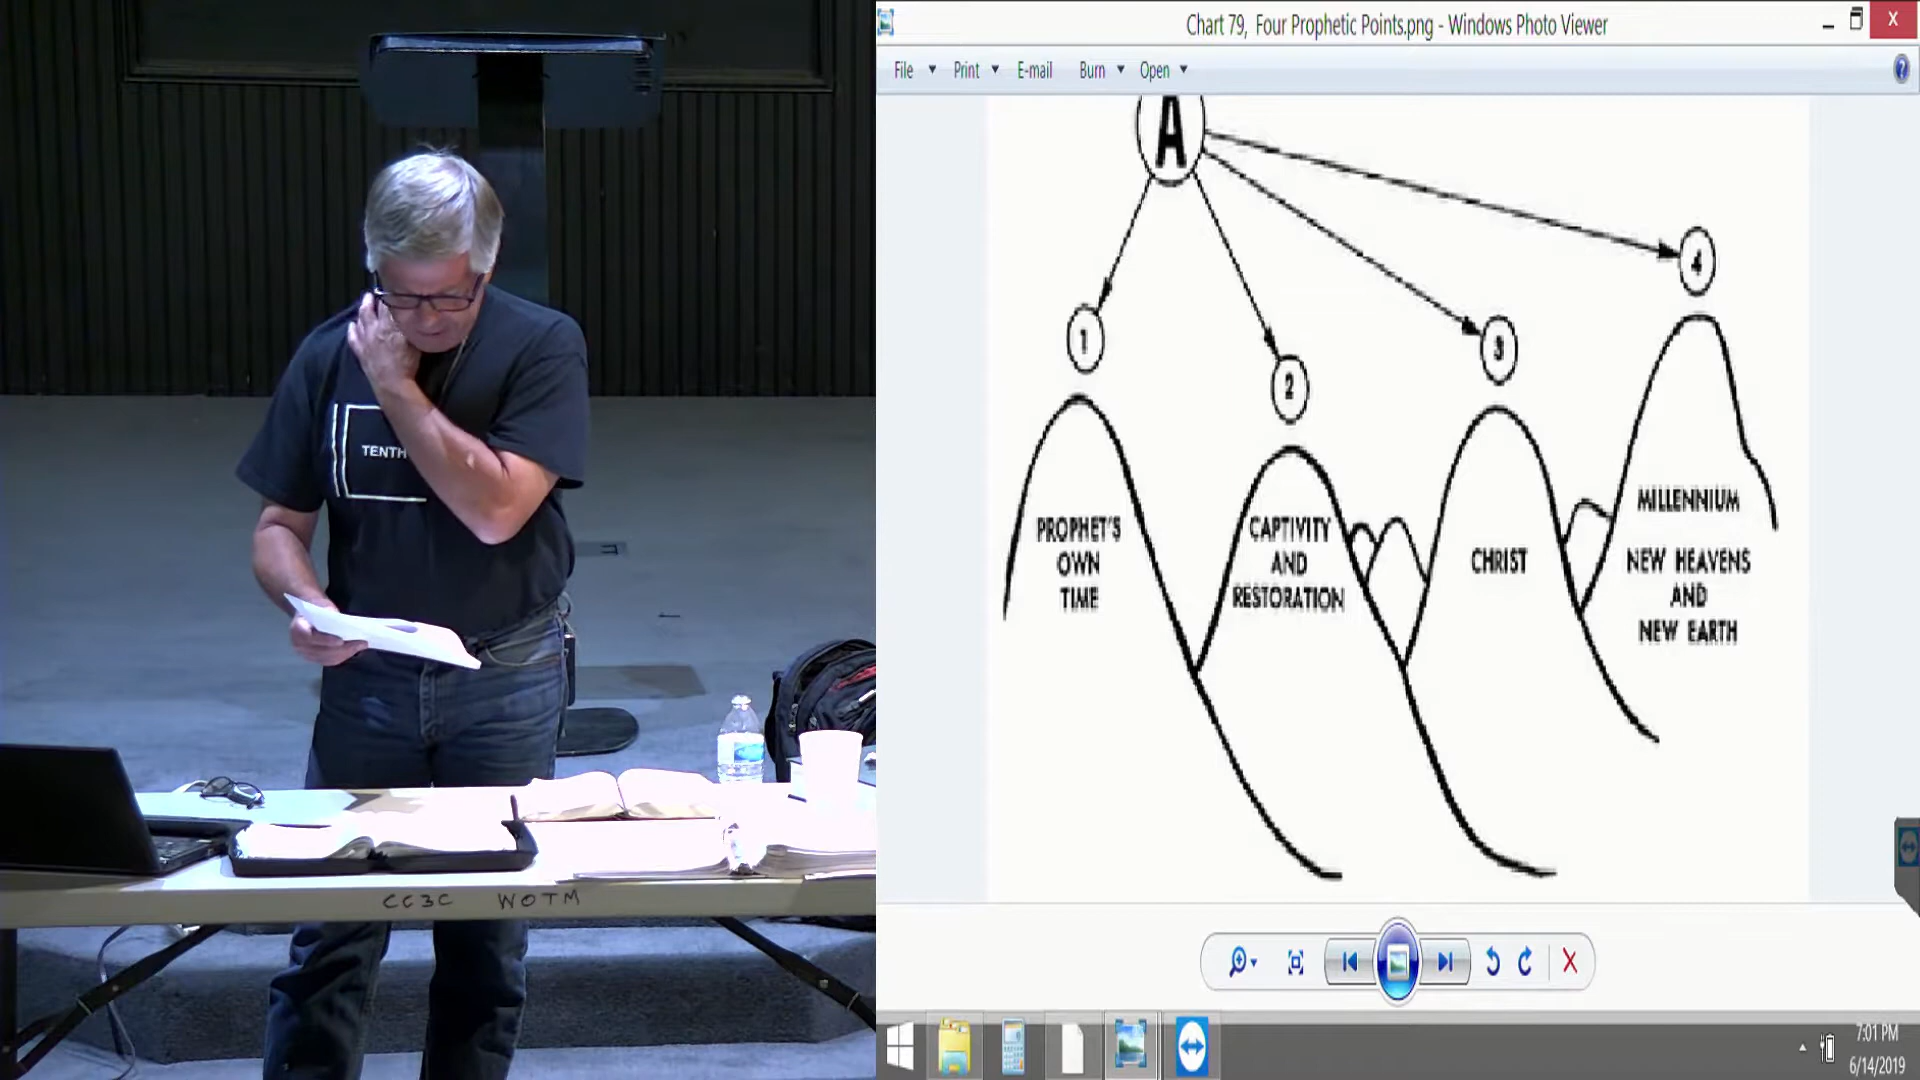 TENTH
CC3C WOTM
Chart 79, Four Prophetic Points.png - Windows Photo Viewer
File Print E-mail Burn Open
A
4
1
3
2
PROPHET'S
OWN
TIME
CAPTIVITY
AND
RESTORATION
CHRIST
MILLENNIUM
NEW HEAVENS
AND
NEW EARTH
7:01 PM
6/14/2019